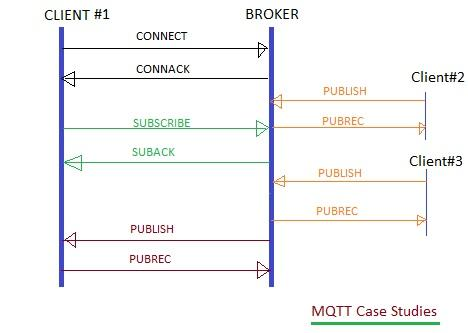 CLIENT #1
BROKER
CONNECT
CONNACK
Client#2
PUBLISH
SUBSCRIBE
PUBREC
SUBACK
Client#3
PUBLISH
PUBREC
PUBLISH
PUBREC
MQTT Case Studies